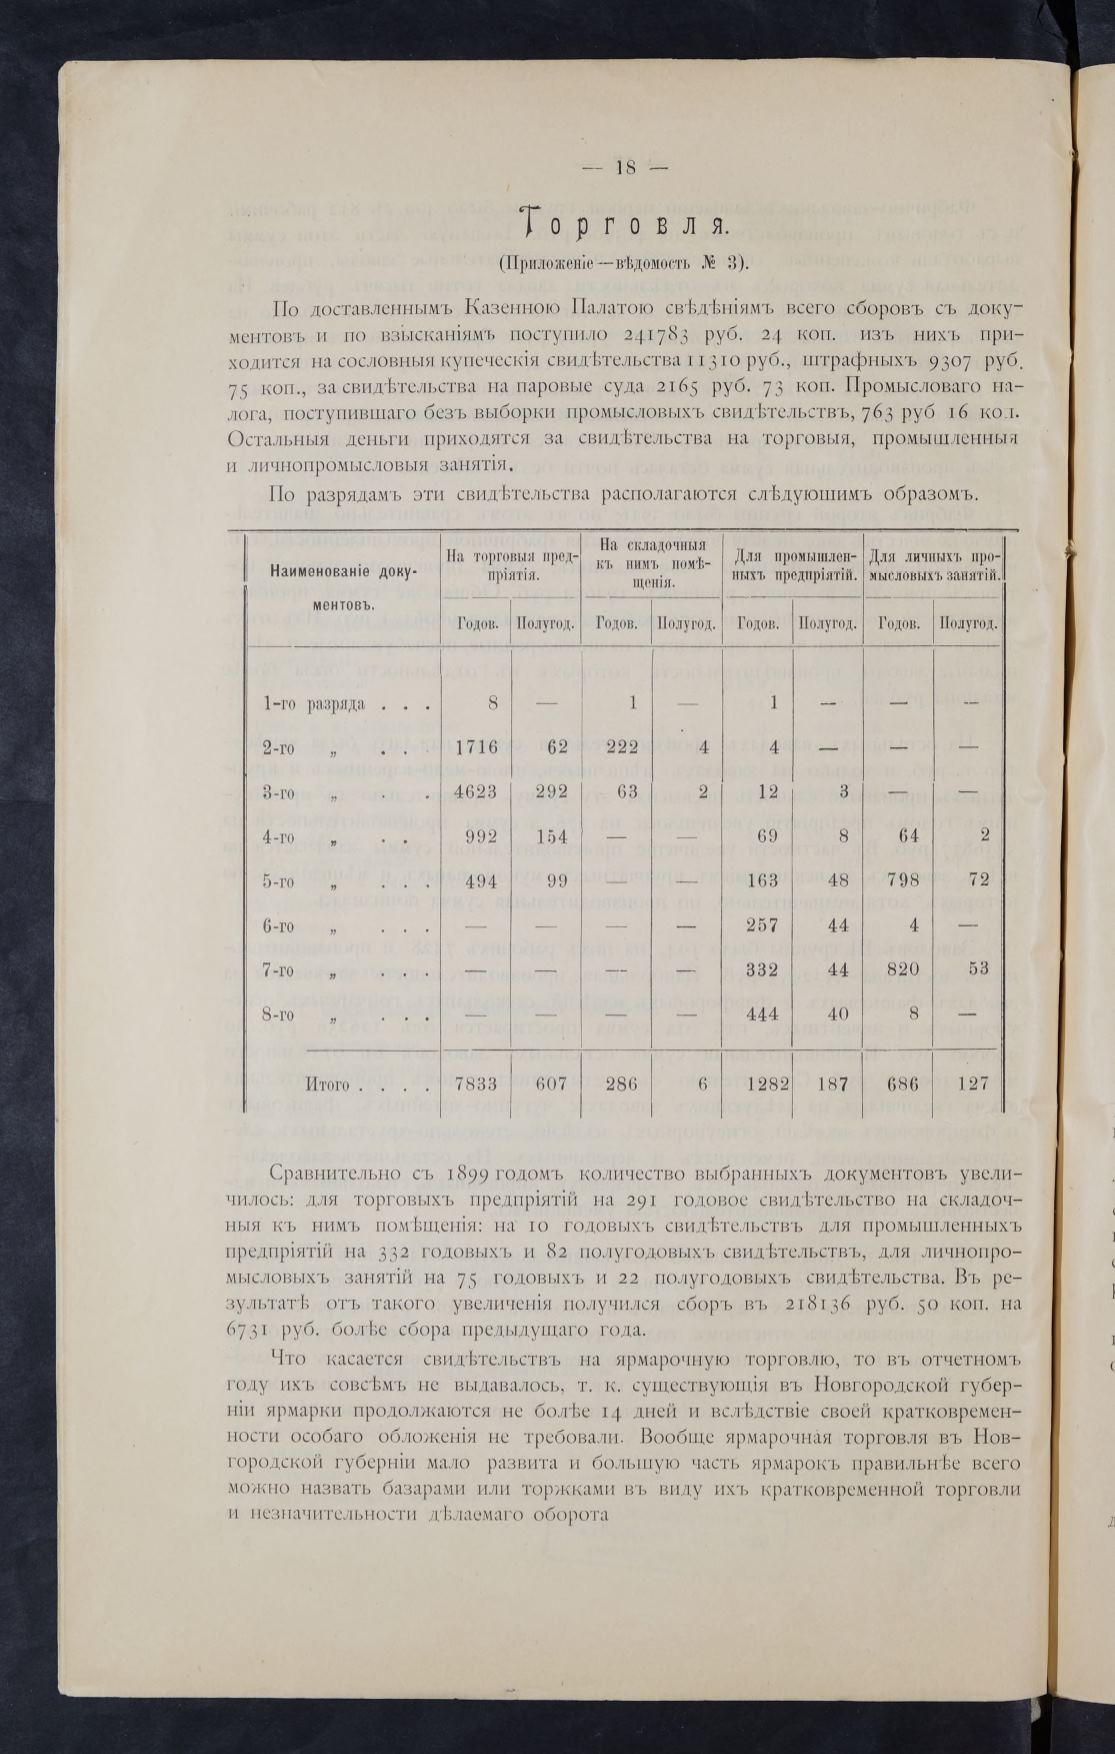 — 18 —
Торговля.
(Приложеніе—вѣдомость № 3).
По доставленнымъ Казенною Палатою свѣдѣніямъ всего сборовъ съ доку-
ментовъ и по взысканіямъ поступило 241783 руб. 24 коп. изъ нихъ при-
ходится на сословныя купеческія свидѣтельства 11310 руб., штрафныхъ 9307 руб.
75 коп., за свидѣтельства на паровые суда 2165 руб. 73 коп. Промысловаго на-
лога, поступившаго безъ выборки промысловыхъ свидѣтельствъ, 763 руб 16 коп.
Остальныя деньги приходятся за свидѣтельства на торговыя, промышленныя
и личнопромысловыя занятія.
По разрядамъ эти свидѣтельства располагаются слѣдующимъ образомъ.
Наименованіе доку-
ментовъ.
На торговыя пред-
пріятія.
На складочныя
къ нимъ помѣ-
щенія.
Для промышлен-
ныхъ предпріятій.
Для личныхъ про-
мысловыхъ занятій.
Годов. Полугод. Годов. Полугод. Годов. Полугод. Годов. Полугод.
1-го разряда . . . 8 — 1 — 1 — — —
2-го „ . . . 1716 62 222 4 4 — — —
3-го „ . . 4623 292 63 2 12 3 — —
4-го „ . . 992 154 — — 69 8 64 2
5-го „ . . . 494 99 — — 163 48 798 72
6-го „ . . . — — — — 257 44 4 —
7-го „ . . . — — — — 332 44 820 53
8-го „ . . . — — — — 444 40 8 —
Итого . . . . 7833 607 286 6 1282 187 686 127
Сравнительно съ 1899 годомъ количество выбранныхъ документовъ увели-
чилось: для торговыхъ предпріятій на 291 годовое свидѣтельство на складоч-
ныя къ нимъ помѣщенія: на 10 годовыхъ свидѣтельствъ для промышленныхъ
предпріятій на 332 годовыхъ и 82 полугодовыхъ свидѣтельствъ, для личнопро-
мысловыхъ занятій на 75 годовыхъ и 22 полугодовыхъ свидѣтельства. Въ ре-
зультатѣ отъ такого увеличенія получился сборъ въ 218136 руб. 50 коп. на
6731 руб. болѣе сбора предыдущаго года.
Что касается свидѣтельствъ на ярмарочную торговлю, то въ отчетномъ
году ихъ совсѣмъ не выдавалось, т. к. существующія въ Новгородской губер-
ніи ярмарки продолжаются не болѣе 14 дней и вслѣдствіе своей кратковремен-
ности особаго обложенія не требовали. Вообще ярмарочная торговля въ Нов-
городской губерніи мало развита и большую часть ярмарокъ правильнѣе всего
можно назвать базарами или торжками въ виду ихъ кратковременной торговли
и незначительности дѣлаемаго оборота